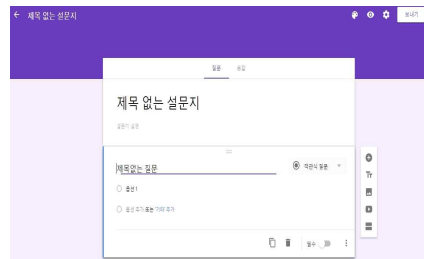 ← 제목 없는 설문지
보내기
질문 응답
제목 없는 설문지
설문지 설명
제목없는 질문
객관식 질문
옵션 1
옵션 추가 또는 '기타' 추가
Tт
필수